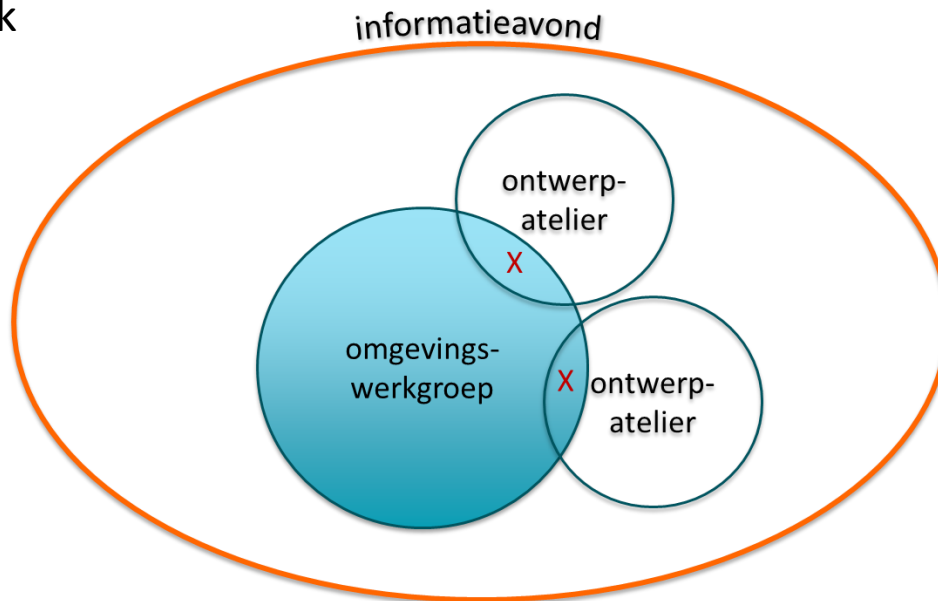 k
informatieavond
ontwerp-
atelier
X
omgevings-
werkgroep
X ontwerp-
atelier